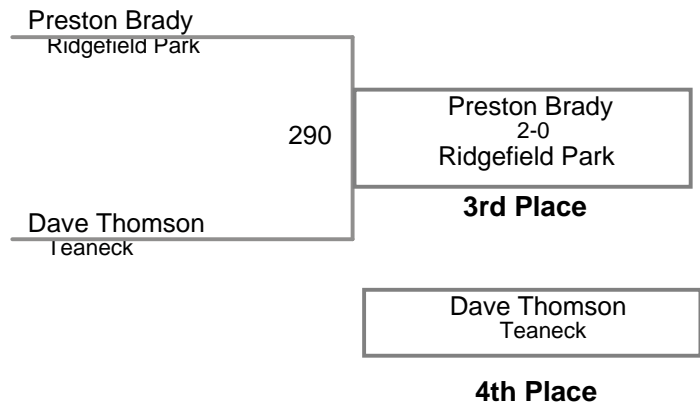 Preston Brady
Ridgefield Park
290
Preston Brady
2-0
Ridgefield Park
3rd Place
Dave Thomson
Teaneck
Dave Thomson
Teaneck
4th Place